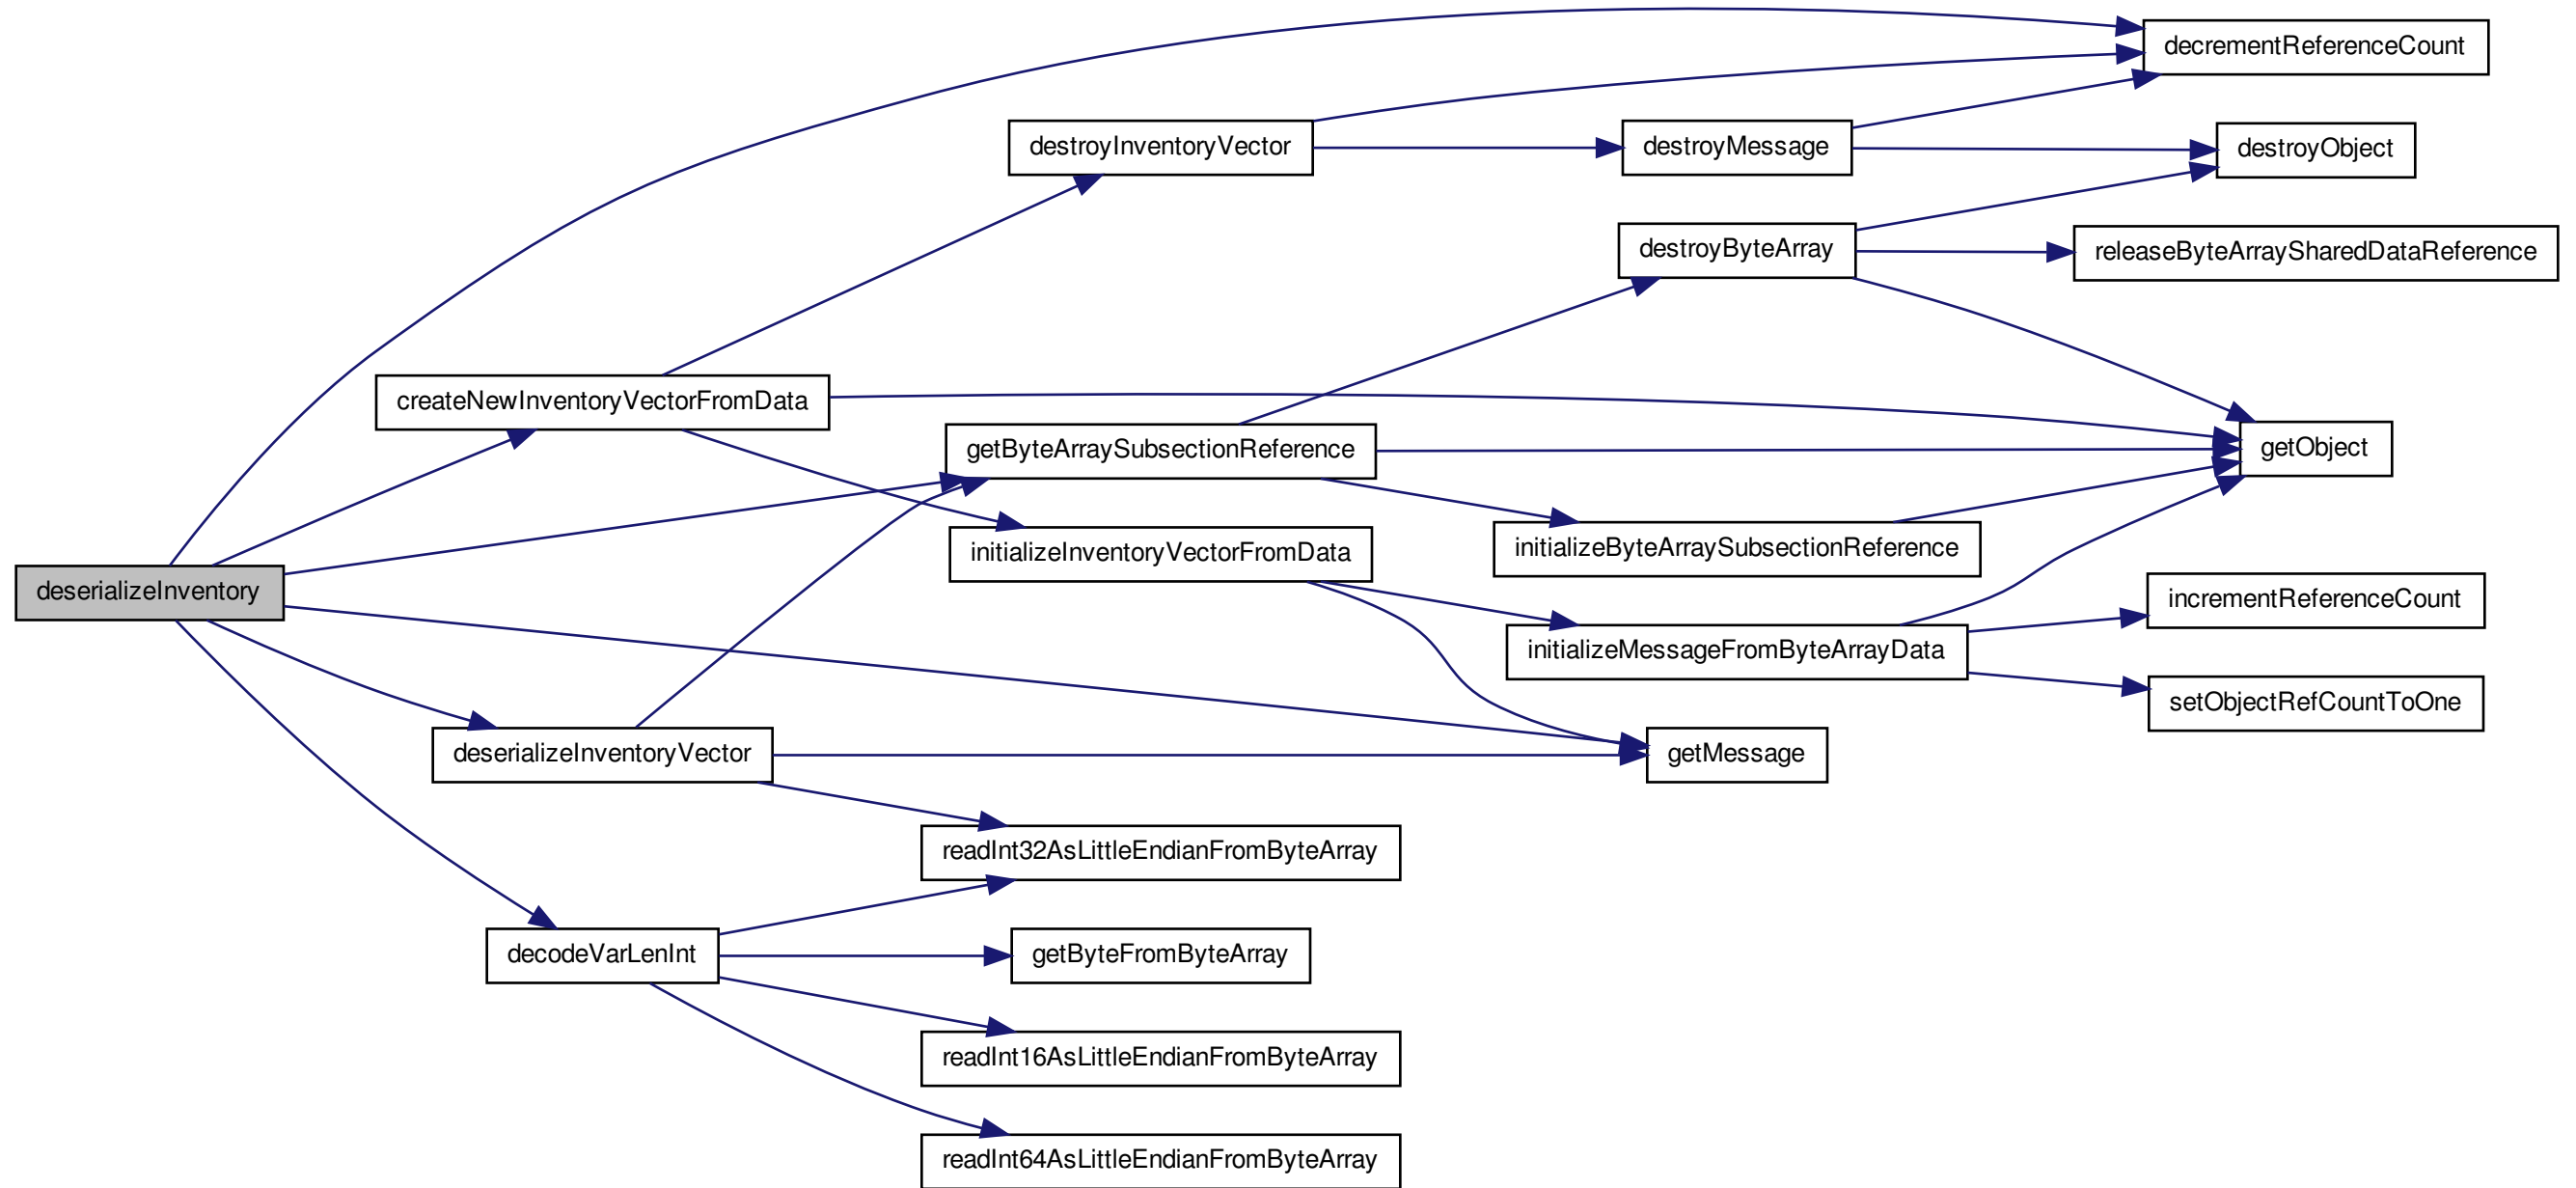 decrementReferenceCount
destroyInventoryVector
destroyMessage
destroyObject
destroyByteArray
releaseByteArraySharedDataReference
createNewInventoryVectorFromData
getByteArraySubsectionReference
getObject
initializeInventoryVectorFromData
initializeByteArraySubsectionReference
deserializeInventory
incrementReferenceCount
initializeMessageFromByteArrayData
setObjectRefCountToOne
deserializeInventoryVector
getMessage
readInt32AsLittleEndianFromByteArray
decodeVarLenInt
getByteFromByteArray
readInt16AsLittleEndianFromByteArray
readInt64AsLittleEndianFromByteArray